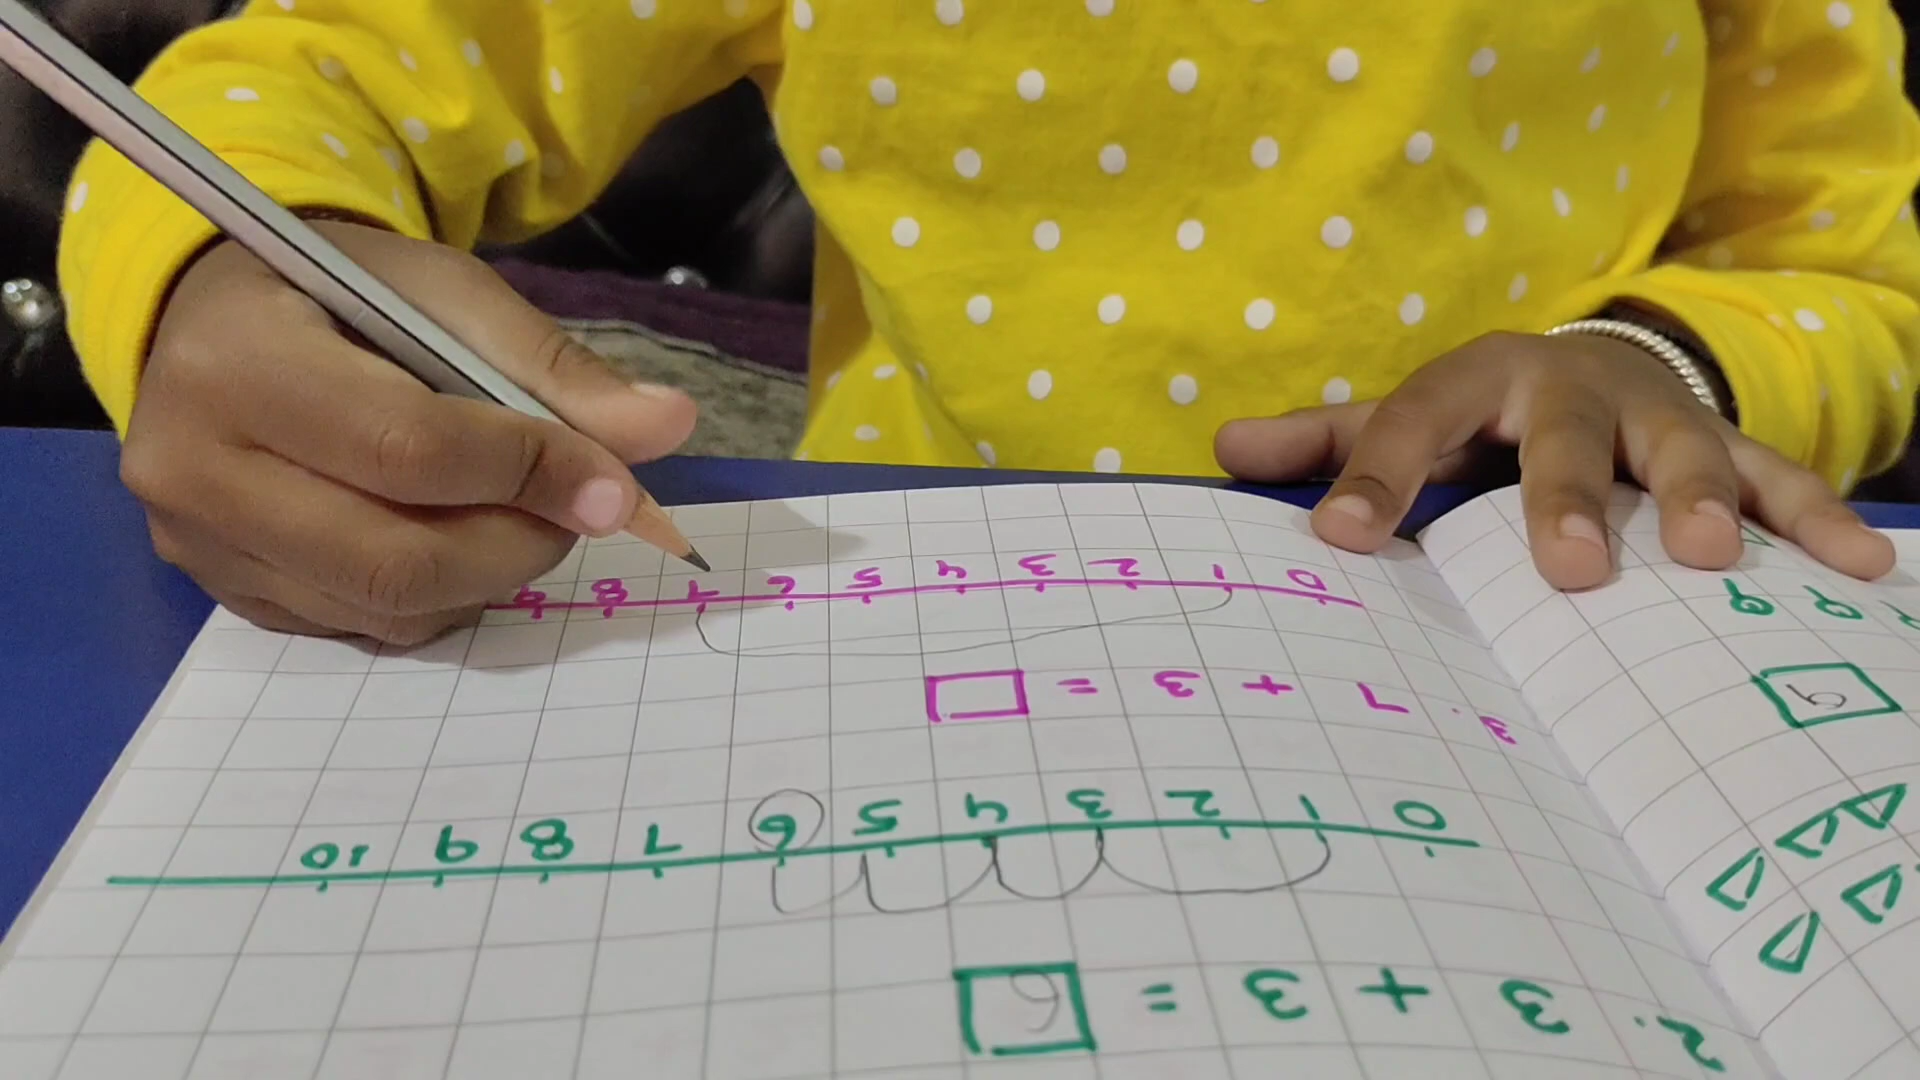 2. 3 + 3 = 6
0 1 2 3 4 5 6 7 8 9 10
3. 7 + 3 =
0 1 2 3 4 5 6 7 8 9